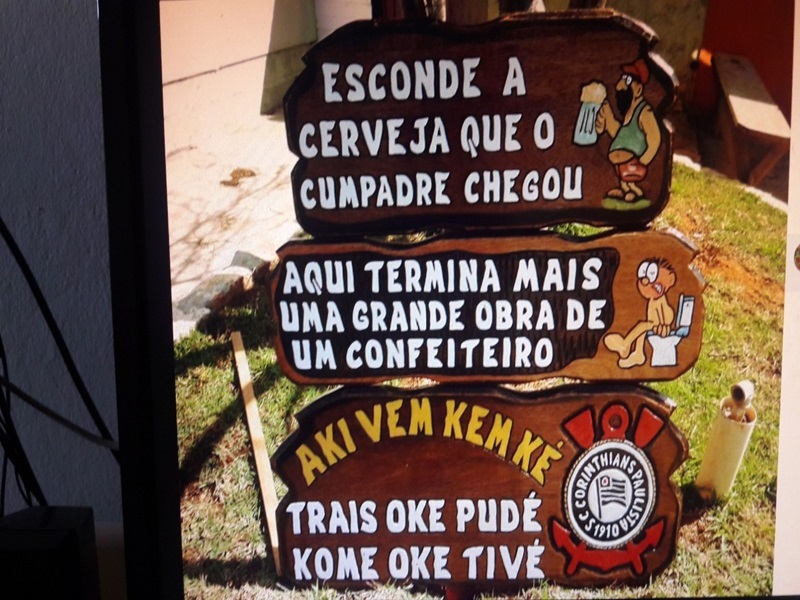 ESCONDE A
CERVEJA QUE O
CUMPADRE CHEGOU
AQUI TERMINA MAIS
UMA GRANDE OBRA DE
UM CONFEITEIRO
AKI VEM KEM KÉ
TRAIS OKE PUDÉ
KOME OKE TIVÉ
S C CORINTHIANS PAULISTA
1910